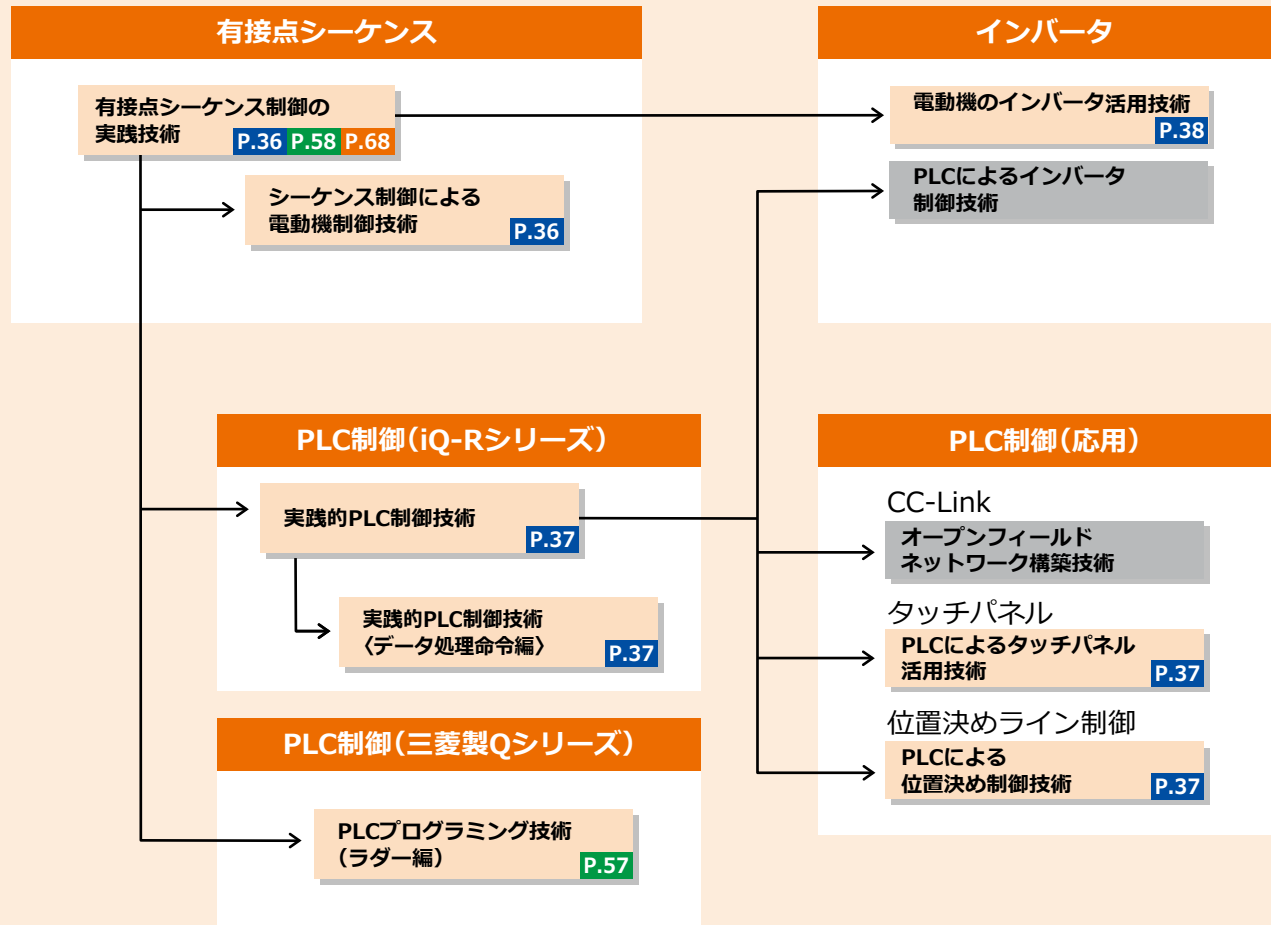 有接点シーケンス
有接点シーケンス制御の
実践技術
P.36 P.58 P.68
シーケンス制御による
電動機制御技術
P.36
インバータ
電動機のインバータ活用技術
P.38
PLCによるインバータ
制御技術
PLC制御（iQ-Rシリーズ）
実践的PLC制御技術
P.37
実践的PLC制御技術
〈データ処理命令編〉
P.37
PLC制御（三菱製Qシリーズ）
PLCプログラミング技術
（ラダー編）
P.57
PLC制御（応用）
CC-Link
オープンフィールド
ネットワーク構築技術
タッチパネル
PLCによるタッチパネル
活用技術
P.37
位置決めライン制御
PLCによる
位置決め制御技術
P.37